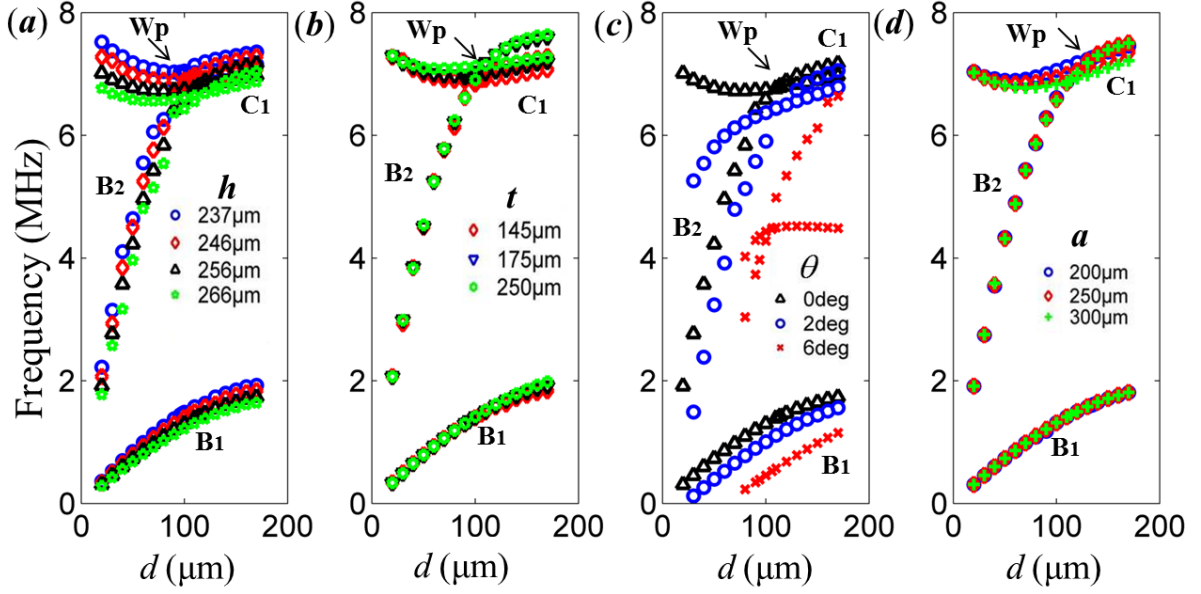 (a)
(b)
(c)
(d)
Frequency (MHz)
8
6
4
2
0
Wp
C1
B2
h
237μm
246μm
256μm
266μm
B1
0
100
200
d (μm)
Wp
C1
B2
t
145μm
175μm
250μm
B1
0
100
200
d (μm)
C1
Wp
B2
θ
0deg
2deg
6deg
B1
0
100
200
d (μm)
Wp
C1
B2
a
200μm
250μm
300μm
B1
0
100
200
d (μm)